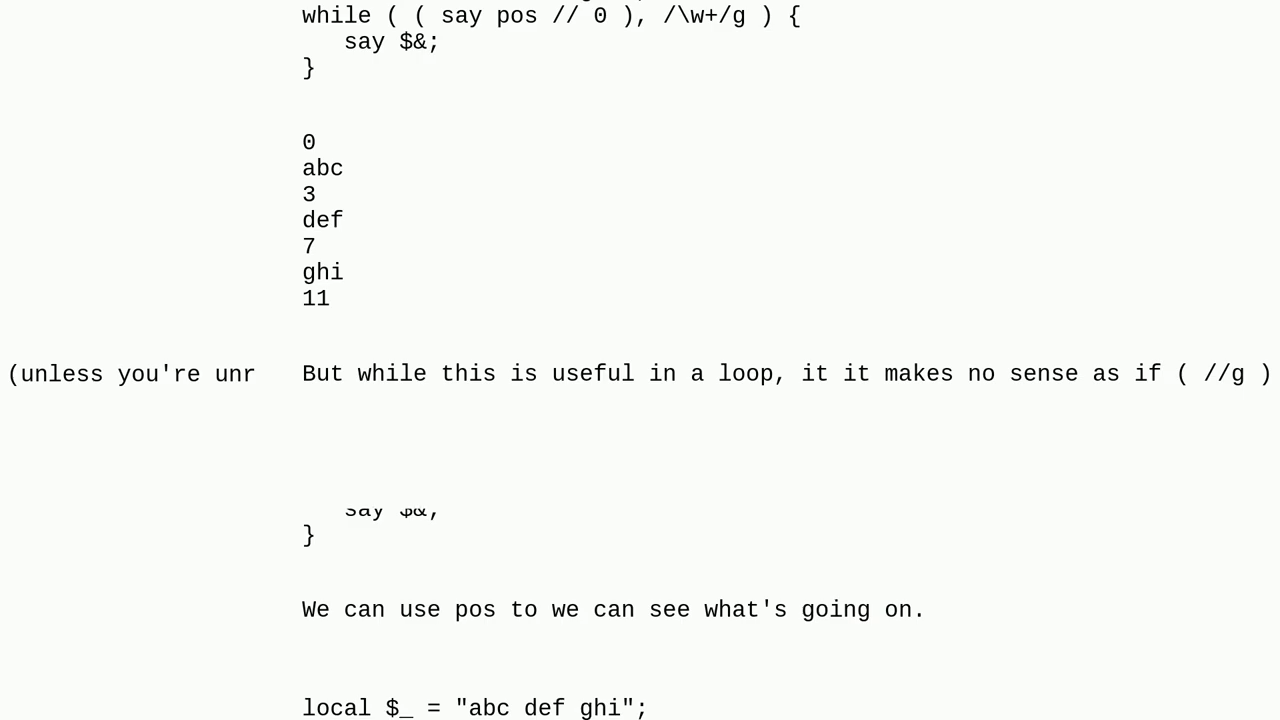 while ( ( say pos // 0 ), /\w+/g ) {
   say $&;
}
0
abc
3
def
7
ghi
11
(unless you're unr
But while this is useful in a loop, it it makes no sense as if ( //g )
   say $&;
}
We can use pos to we can see what's going on.
local $_ = "abc def ghi";